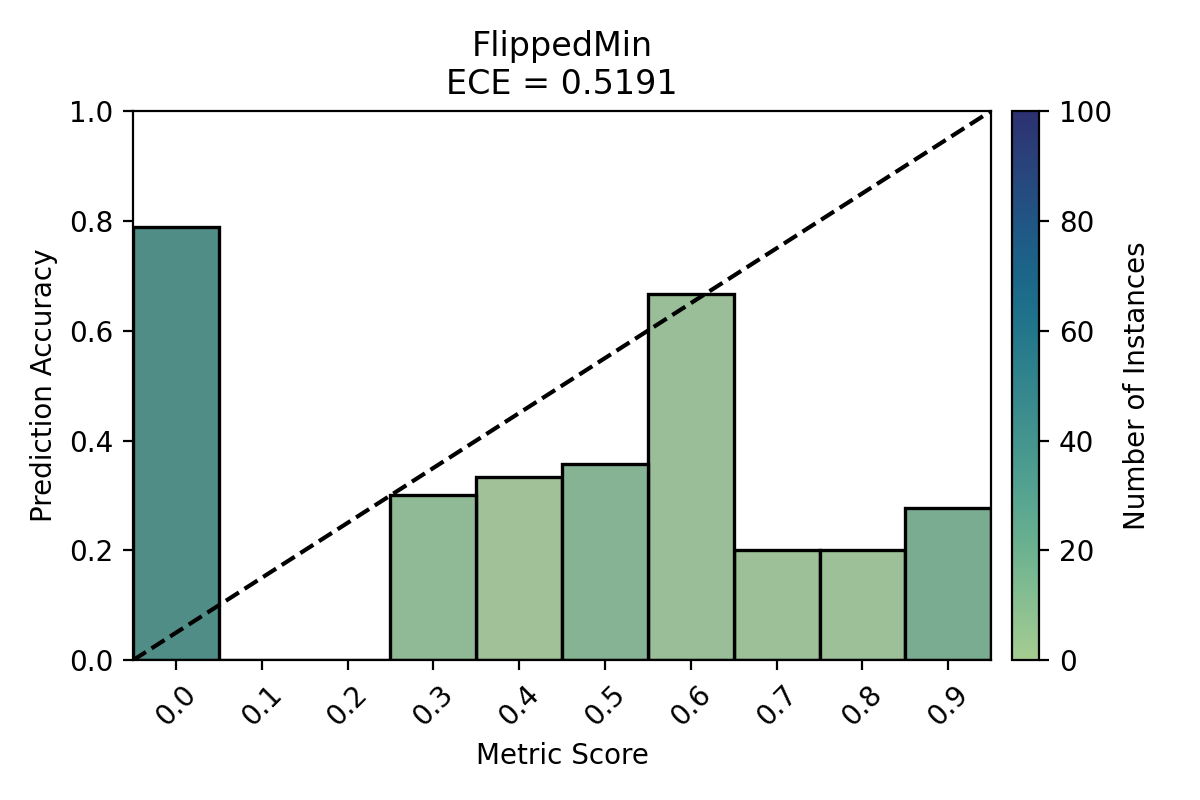 FlippedMin
ECE = 0.5191
Prediction Accuracy
1.0
0.8
0.6
0.4
0.2
0.0
0.0 0.1 0.2 0.3 0.4 0.5 0.6 0.7 0.8 0.9
Metric Score
100
80
60
40
20
0
Number of Instances